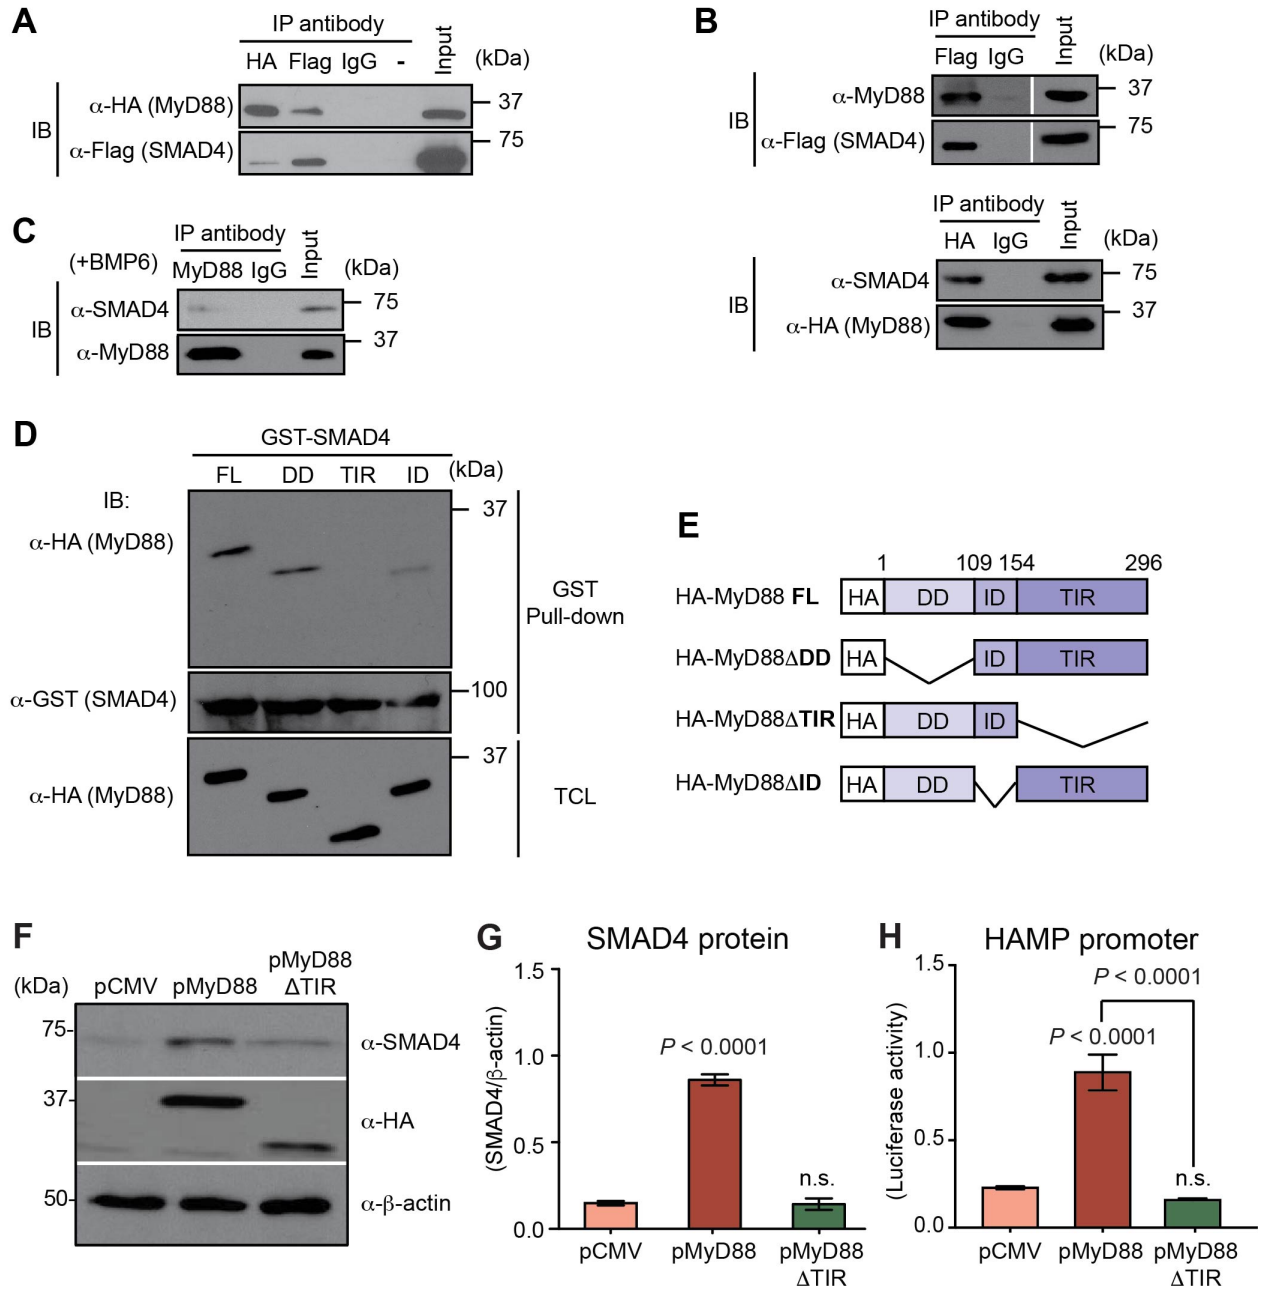 A
IP antibody
HA Flag IgG - Input (kDa)
IB
α-HA (MyD88)
37
α-Flag (SMAD4)
75
B
IP antibody
Flag IgG Input (kDa)
IB
α-MyD88
37
α-Flag (SMAD4)
75
IP antibody
HA IgG Input (kDa)
IB
α-SMAD4
75
α-HA (MyD88)
37
C
IP antibody
(+BMP6)
MyD88 IgG Input (kDa)
IB
α-SMAD4
75
α-MyD88
37
D
GST-SMAD4
FL DD TIR ID (kDa)
IB:
37
α-HA (MyD88)
GST
Pull-down
α-GST (SMAD4)
100
37
α-HA (MyD88)
TCL
E
1 109 154 296
HA-MyD88 FL HA DD ID TIR
HA-MyD88ΔDD HA ID TIR
HA-MyD88ΔTIR HA DD ID
HA-MyD88ΔID HA DD TIR
F
(kDa) pCMV pMyD88 pMyD88
ΔTIR
75-
α-SMAD4
37-
α-HA
50-
α-β-actin
G
SMAD4 protein
(SMAD4/β-actin)
1.5
1.0
0.5
0.0
P < 0.0001
n.s.
pCMV pMyD88 pMyD88
ΔTIR
H
HAMP promoter
(Luciferase activity)
1.5
1.0
0.5
0.0
P < 0.0001
P < 0.0001
n.s.
pCMV pMyD88 pMyD88
ΔTIR